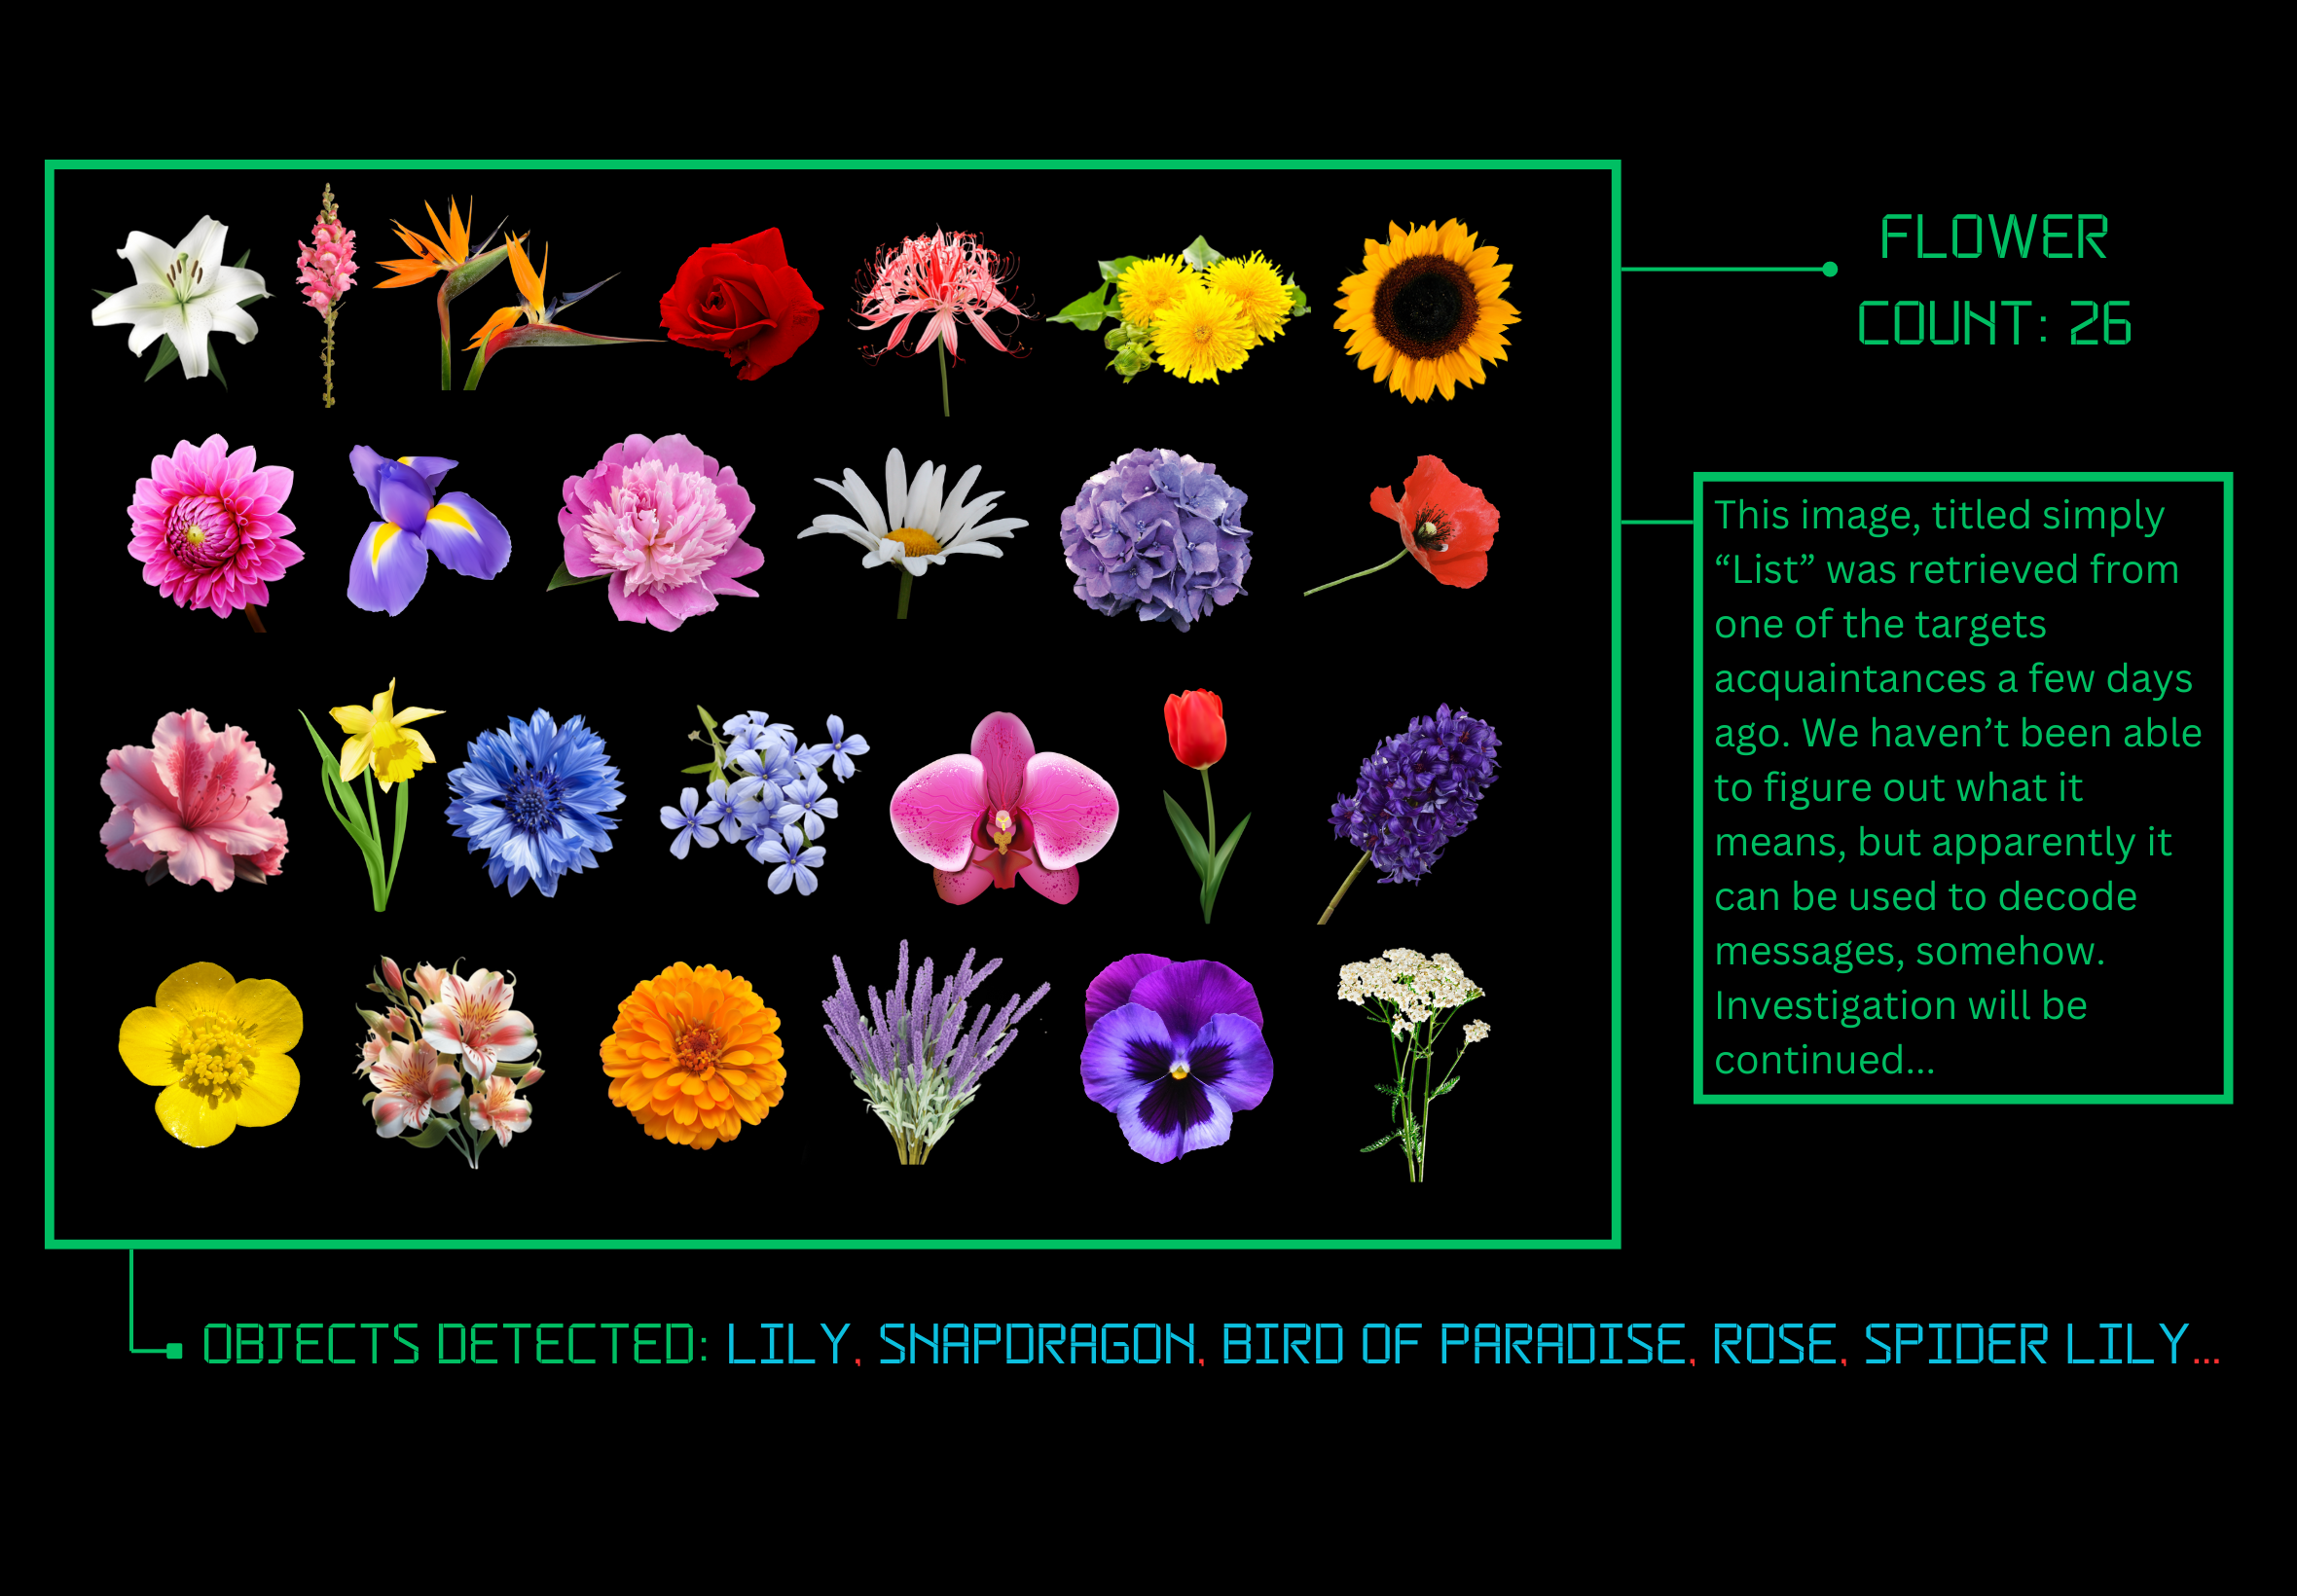 FLOWER
COUNT: 26
This image, titled simply
“List” was retrieved from
one of the targets
acquaintances a few days
ago. We haven’t been able
to figure out what it
means, but apparently it
can be used to decode
messages, somehow.
Investigation will be
continued...
OBJECTS DETECTED: LILY, SNAPDRAGON, BIRD OF PARADISE, ROSE, SPIDER LILY...